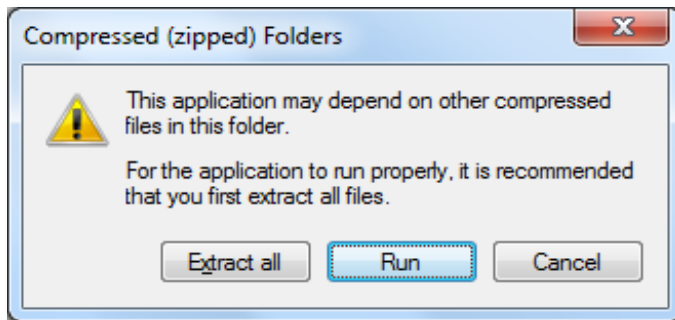 Compressed (zipped) Folders
This application may depend on other compressed
files in this folder.
For the application to run properly, it is recommended
that you first extract all files.
Extract all Run Cancel